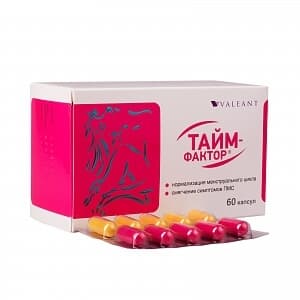 VALEANT
ТАЙМ-
ФАКТОР®
нормализация менструального цикла
смягчение симптомов ПМС
60 капсул